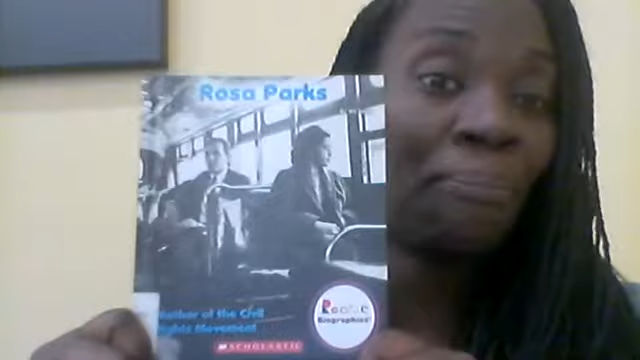 Rosa Parks
Mother of the Civil
Rights Movement
Rookie
Biographies
SCHOLASTIC